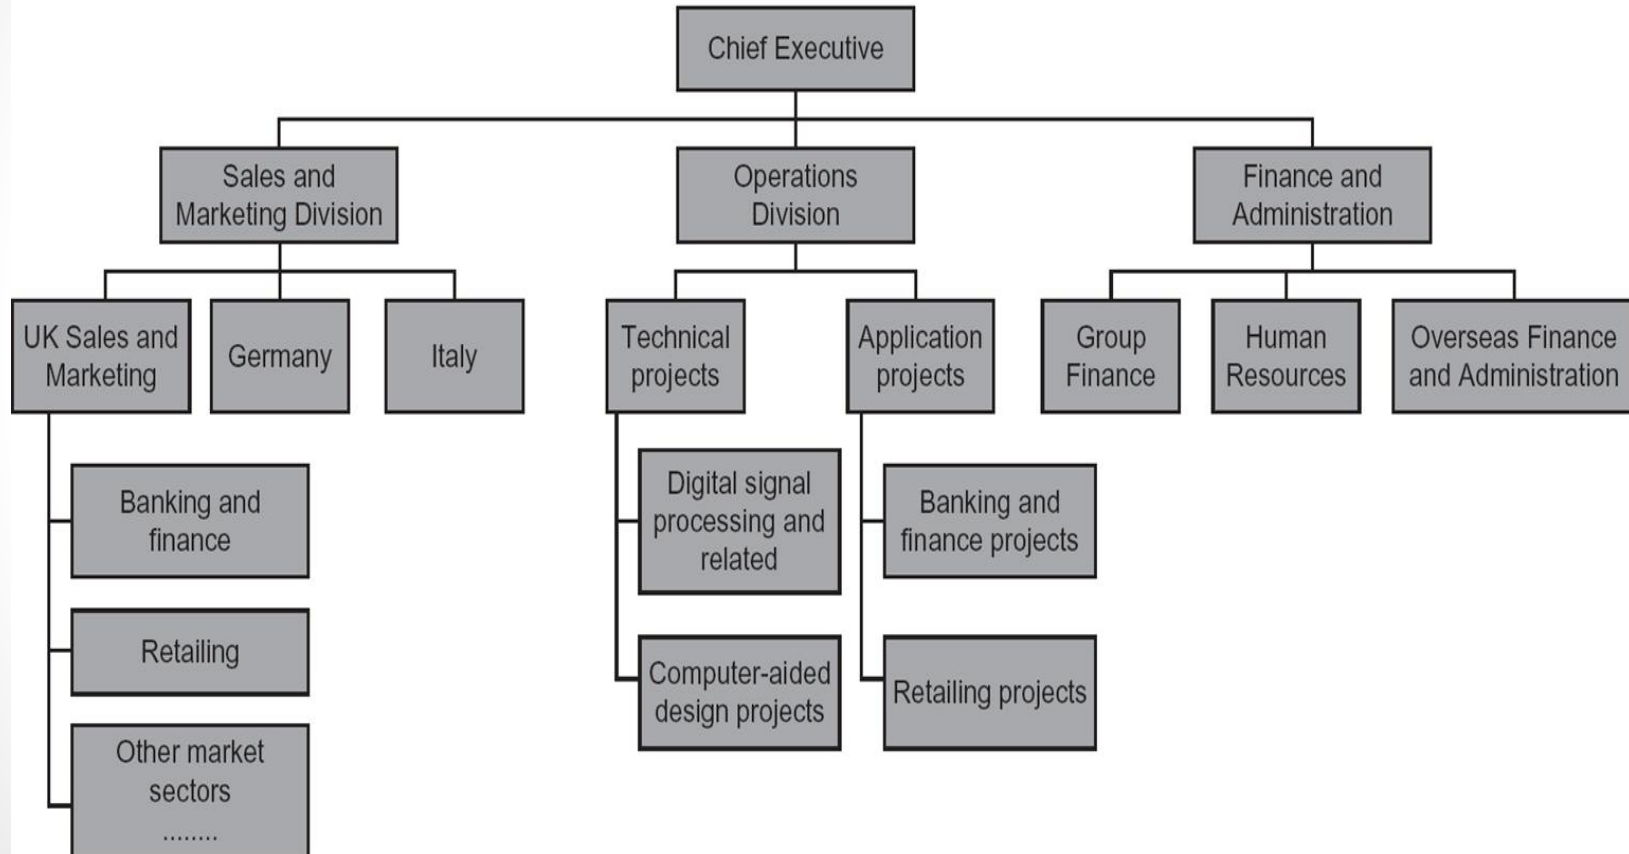 Chief Executive
Sales and
Marketing Division
Operations
Division
Finance and
Administration
UK Sales and
Marketing
Germany
Italy
Technical
projects
Application
projects
Group
Finance
Human
Resources
Overseas Finance
and Administration
Banking and
finance
Retailing
Other market
sectors
........
Digital signal
processing and
related
Computer-aided
design projects
Banking and
finance projects
Retailing projects